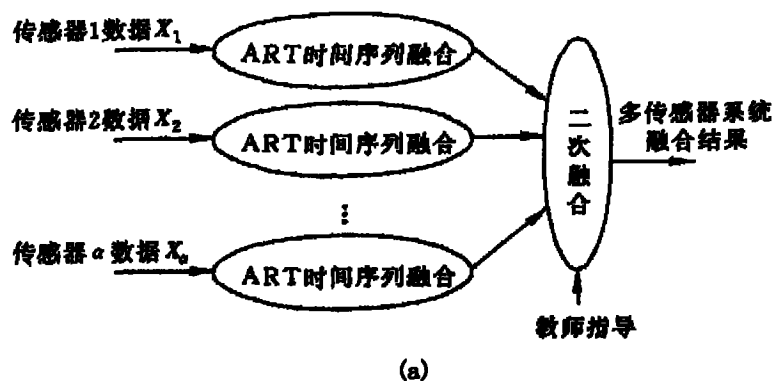 传感器1数据X₁
ART时间序列融合
传感器2数据X₂
ART时间序列融合
⋮
传感器α数据Xα
ART时间序列融合
二次融合
多传感器系统
融合结果
教师指导
(a)